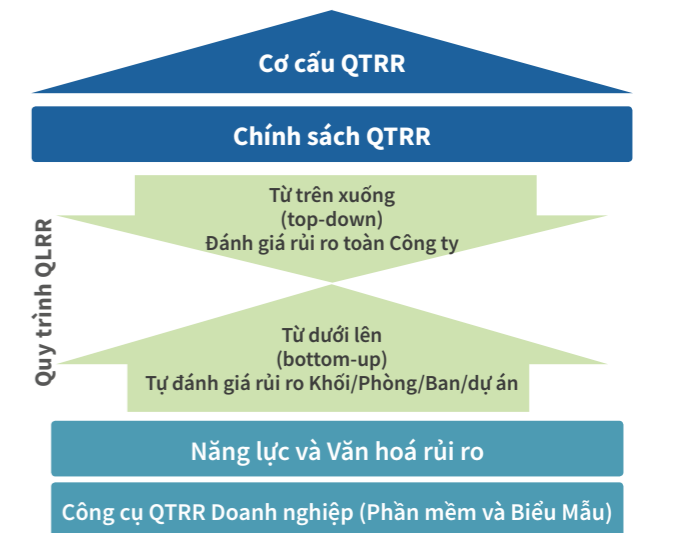 Cơ cấu QTRR
Chính sách QTRR
Quy trình QLRR
Từ trên xuống
(top-down)
Đánh giá rủi ro toàn Công ty
Từ dưới lên
(bottom-up)
Tự đánh giá rủi ro Khối/Phòng/Ban/dự án
Năng lực và Văn hoá rủi ro
Công cụ QTRR Doanh nghiệp (Phần mềm và Biểu Mẫu)